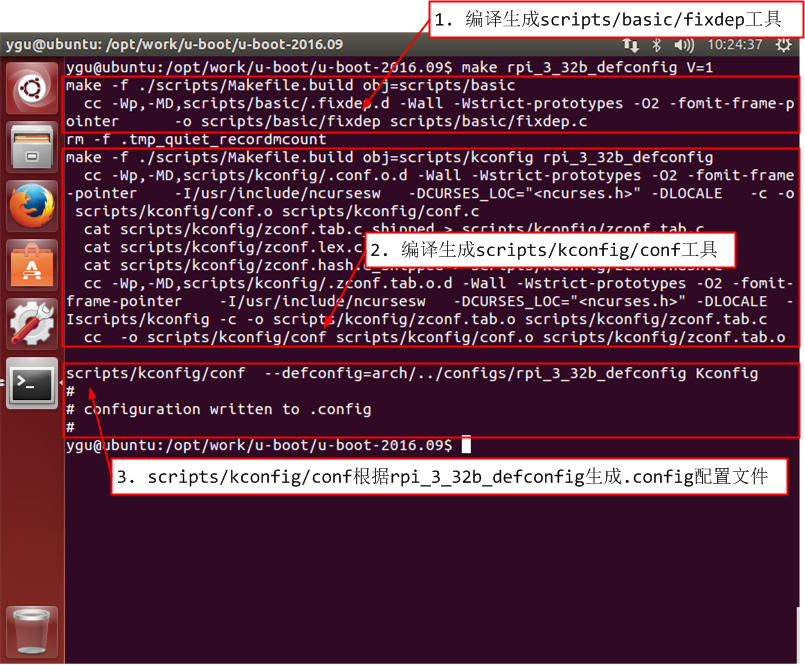 1. 编译生成scripts/basic/fixdep工具
ygu@ubuntu: /opt/work/u-boot/u-boot-2016.09
10:24:37
ygu@ubuntu:/opt/work/u-boot/u-boot-2016.09$ make rpi_3_32b_defconfig V=1
make -f ./scripts/Makefile.build obj=scripts/basic
cc -Wp,-MD,scripts/basic/.fixdep.d -Wall -Wstrict-prototypes -O2 -fomit-frame-p
ointer -o scripts/basic/fixdep scripts/basic/fixdep.c
rm -f .tmp_quiet_recordmcount
make -f ./scripts/Makefile.build obj=scripts/kconfig rpi_3_32b_defconfig
cc -Wp,-MD,scripts/kconfig/.conf.o.d -Wall -Wstrict-prototypes -O2 -fomit-frame
-pointer -I/usr/include/ncursesw -DCURSES_LOC="<ncurses.h>" -DLOCALE -c -o
scripts/kconfig/conf.o scripts/kconfig/conf.c
cat scripts/kconfig/zconf.tab.c_shipped > scripts/kconfig/zconf.tab.c
cat scripts/kconfig/zconf.lex.c
2. 编译生成scripts/kconfig/conf工具
cat scripts/kconfig/zconf.hash.c_shipped > scripts/kconfig/zconf.hash.c
cc -Wp,-MD,scripts/kconfig/.zconf.tab.o.d -Wall -Wstrict-prototypes -O2 -fomit-
frame-pointer -I/usr/include/ncursesw -DCURSES_LOC="<ncurses.h>" -DLOCALE -
Iscripts/kconfig -c -o scripts/kconfig/zconf.tab.o scripts/kconfig/zconf.tab.c
cc -o scripts/kconfig/conf scripts/kconfig/conf.o scripts/kconfig/zconf.tab.o
scripts/kconfig/conf --defconfig=arch/../configs/rpi_3_32b_defconfig Kconfig
#
# configuration written to .config
#
ygu@ubuntu:/opt/work/u-boot/u-boot-2016.09$
3. scripts/kconfig/conf根据rpi_3_32b_defconfig生成.config配置文件